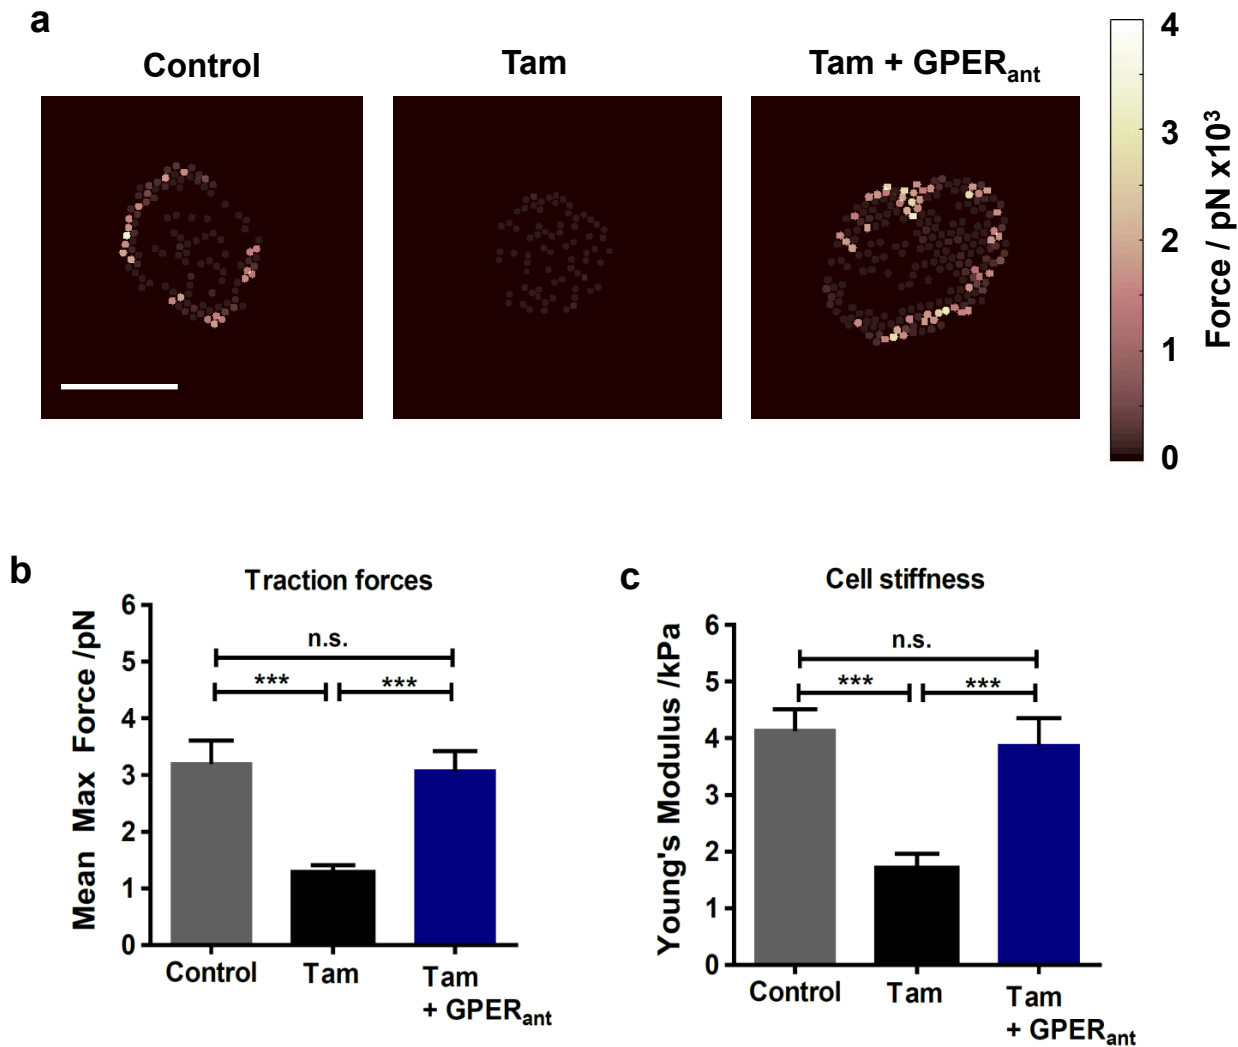 a
Control
Tam
Tam + GPERant
4
3
2
1
0
Force / pN x10³
b
Traction forces
Mean Max Force /pN
6
5
4
3
2
1
0
n.s.
*** ***
Control
Tam
Tam
+ GPERant
c
Cell stiffness
Young's Modulus /kPa
6
5
4
3
2
1
0
n.s.
*** ***
Control
Tam
Tam
+ GPERant